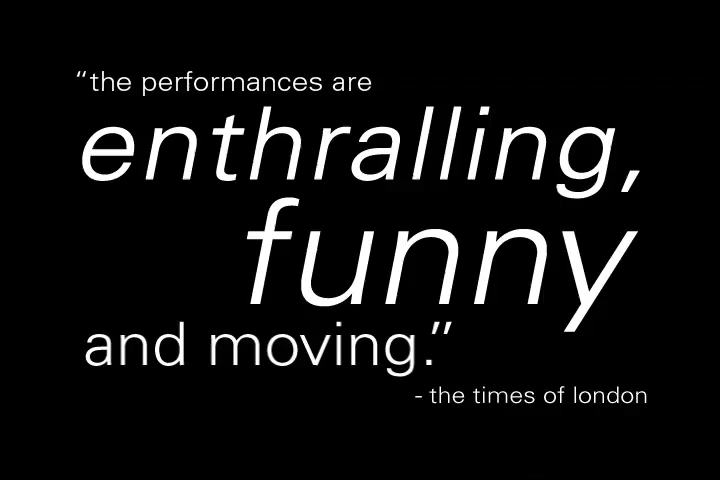 “the performances are
enthralling,
funny
and moving.”
- the times of london